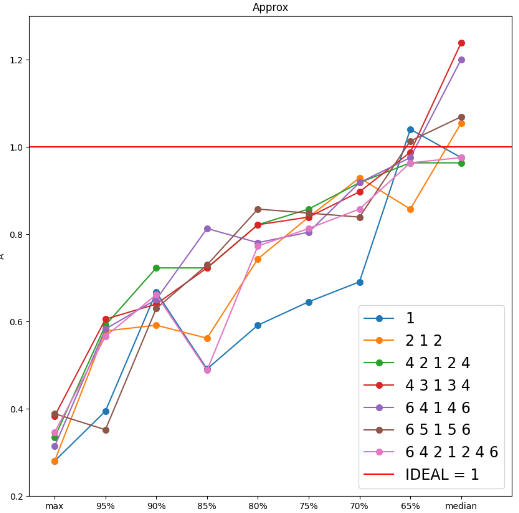 Approx
1.2
1.0
0.8
0.6
0.4
0.2
max 95% 90% 85% 80% 75% 70% 65% median
1
2 1 2
4 2 1 2 4
4 3 1 3 4
6 4 1 4 6
6 5 1 5 6
6 4 2 1 2 4 6
IDEAL = 1